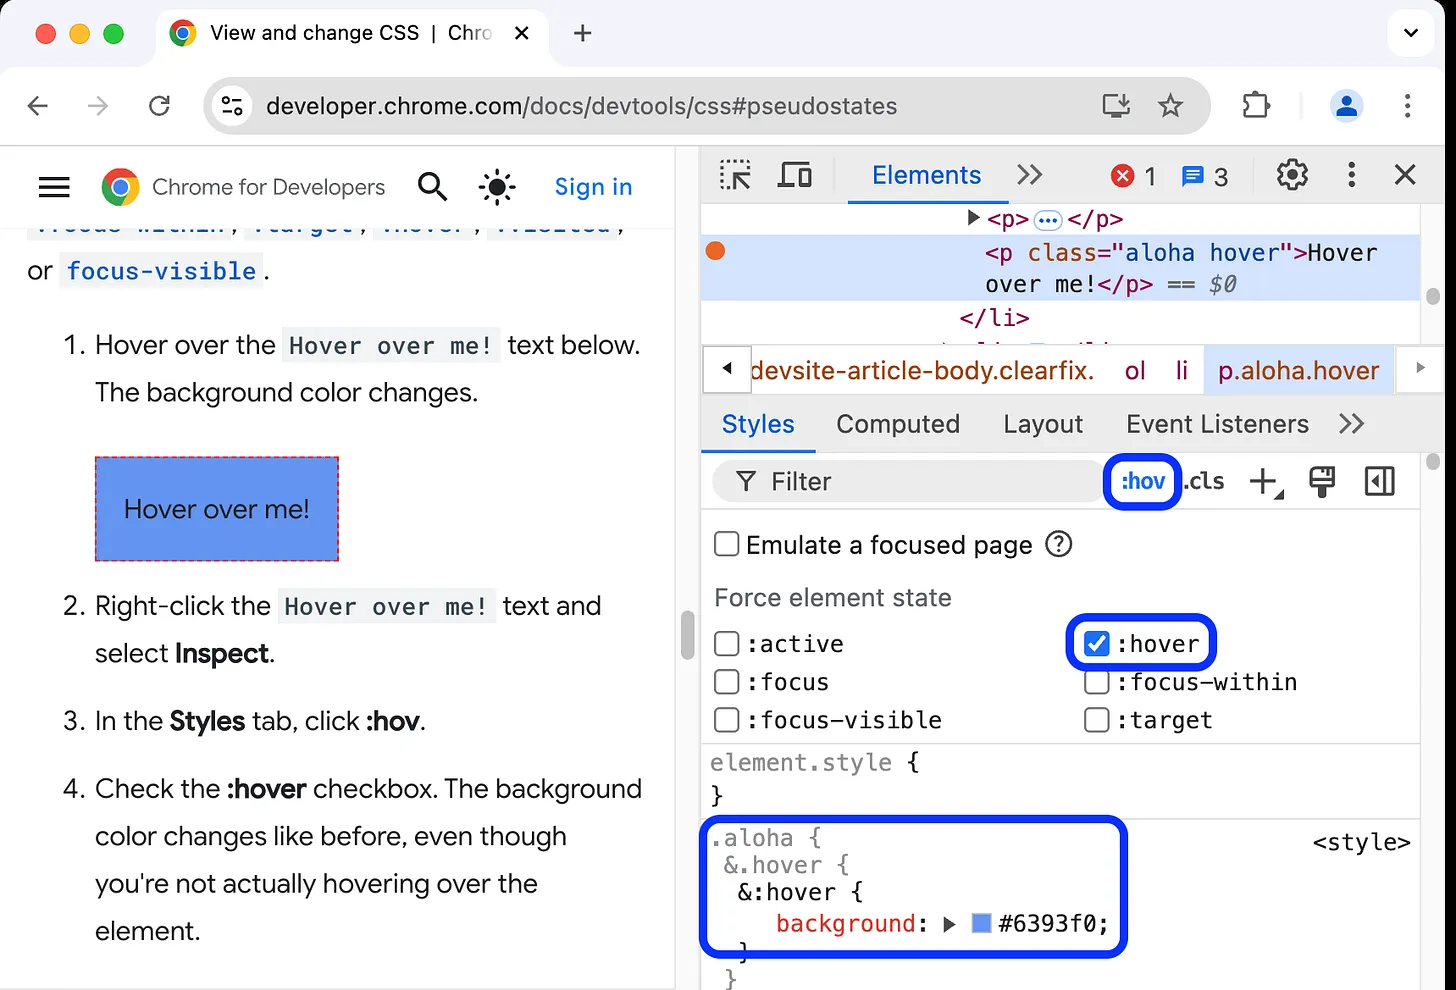 View and change CSS | Chro
developer.chrome.com/docs/devtools/css#pseudostates
Chrome for Developers
Sign in
or focus-visible.
1. Hover over the Hover over me! text below.
The background color changes.
Hover over me!
2. Right-click the Hover over me! text and
select Inspect.
3. In the Styles tab, click :hov.
4. Check the :hover checkbox. The background
color changes like before, even though
you're not actually hovering over the
element.
Elements
1
3
<p> ••• </p>
<p class="aloha hover">Hover
over me!</p> == $0
</li>
devsite-article-body.clearfix. ol li p.aloha.hover
Styles Computed Layout Event Listeners
Filter :hov .cls
Emulate a focused page ?
Force element state
:active :hover
:focus :focus-within
:focus-visible :target
element.style {
}
.aloha { <style>
&.hover {
&:hover {
background: #6393f0;
}
}